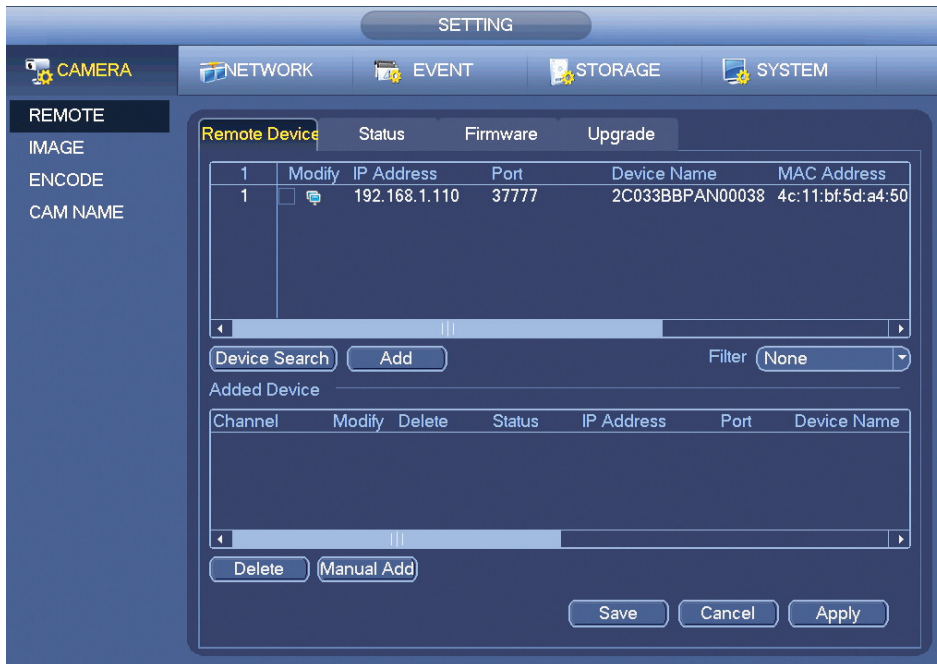 SETTING
CAMERA NETWORK EVENT STORAGE SYSTEM
REMOTE
IMAGE
ENCODE
CAM NAME
Remote Device Status Firmware Upgrade
1 Modify IP Address Port Device Name MAC Address
1 192.168.1.110 37777 2C033BBPAN00038 4c:11:bf:5d:a4:50
Device Search Add Filter None
Added Device
Channel Modify Delete Status IP Address Port Device Name
Delete Manual Add
Save Cancel Apply